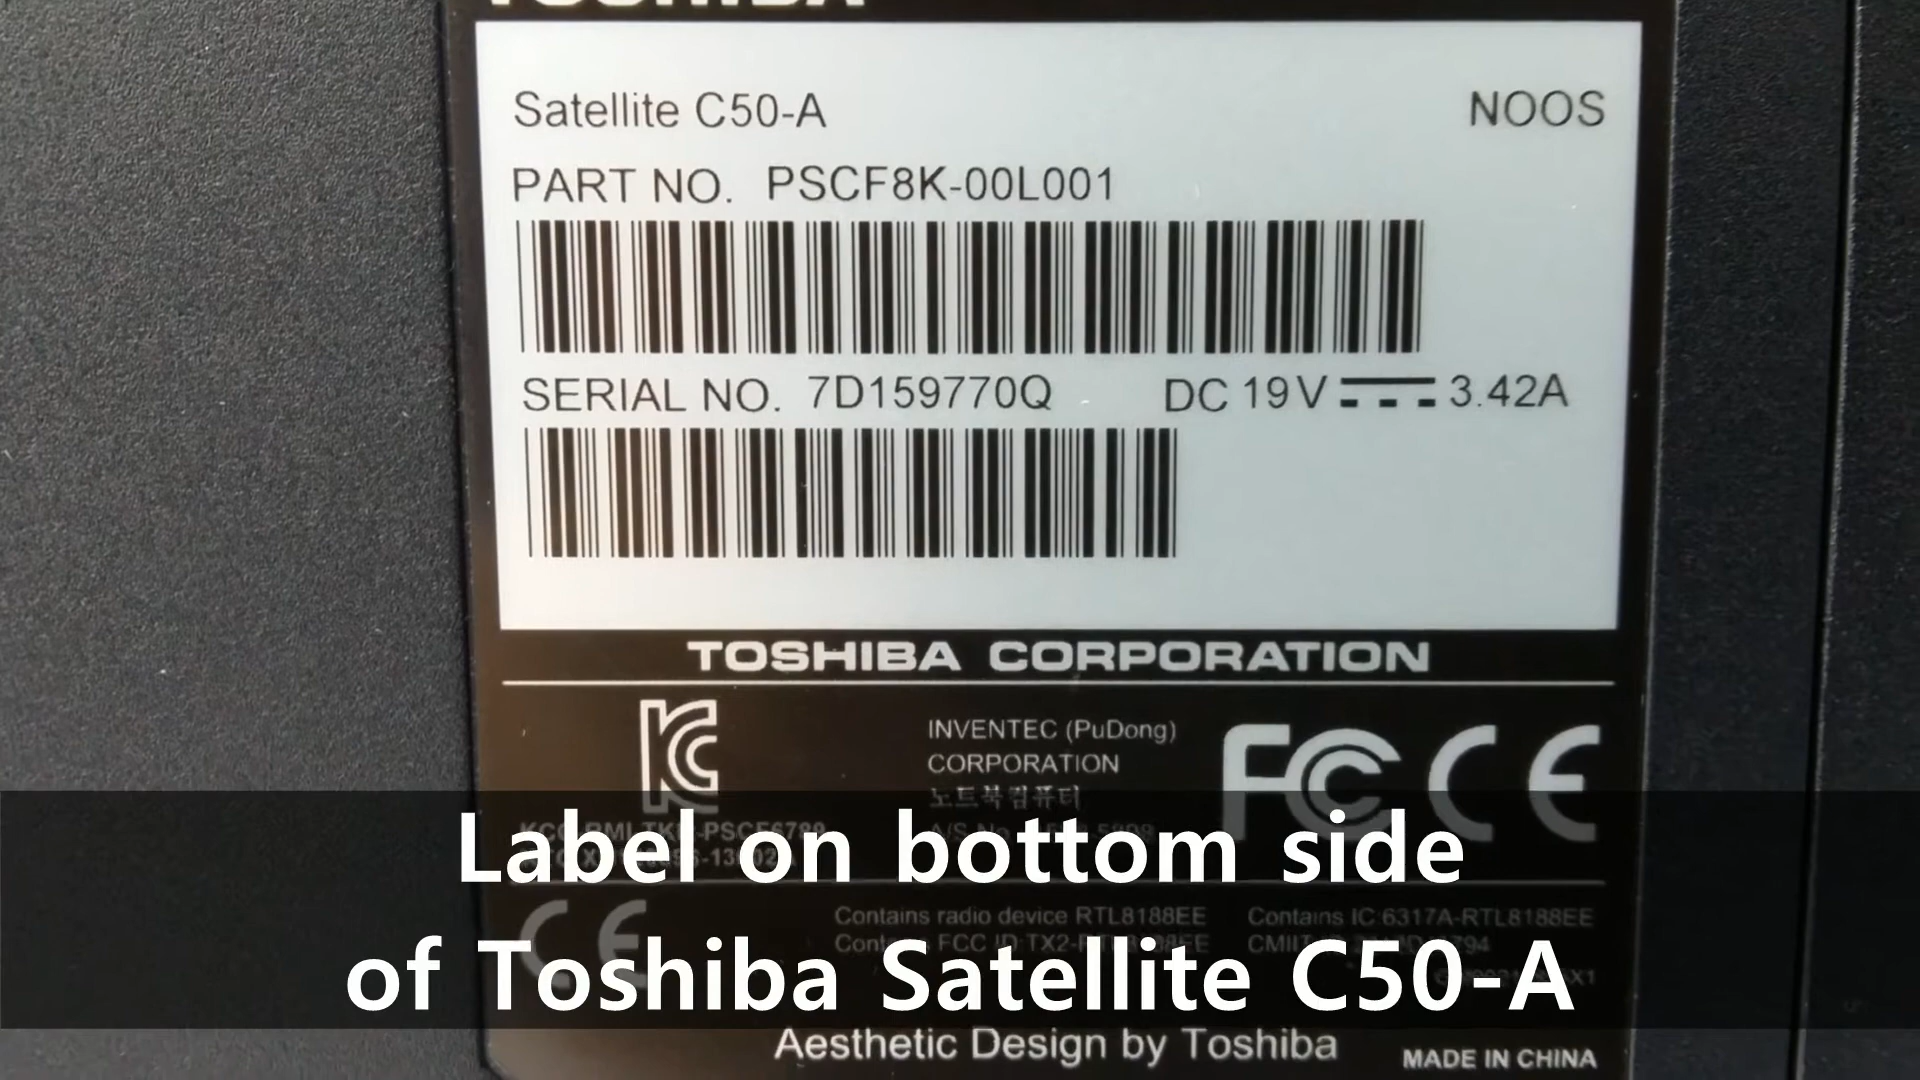 TOSHIBA
Satellite C50-A NOOS
PART NO. PSCF8K-00L001
SERIAL NO. 7D159770Q DC 19V 3.42A
TOSHIBA CORPORATION
INVENTEC (PuDong)
CORPORATION
노트북컴퓨터
FC CE
Label on bottom side
of Toshiba Satellite C50-A
CE
Contains radio device RTL8188EE Contains IC:6317A-RTL8188EE
Aesthetic Design by Toshiba
MADE IN CHINA